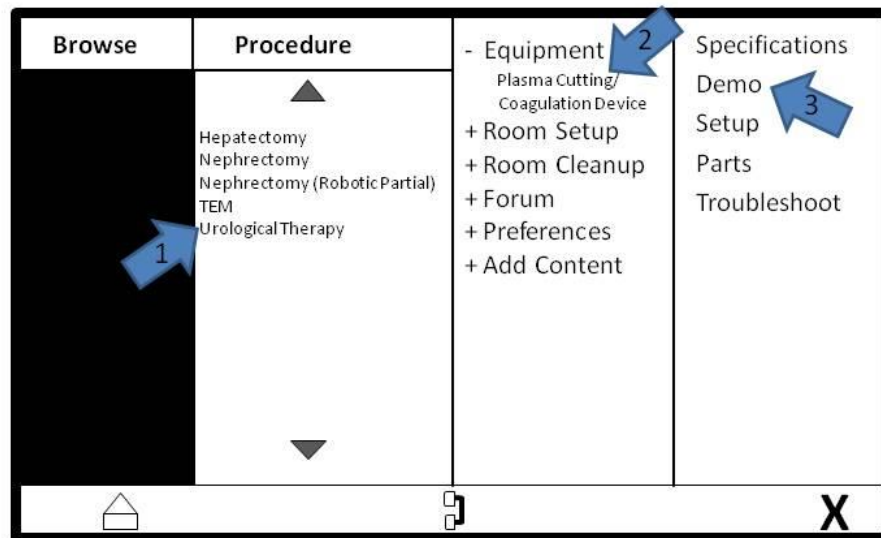 Browse
Procedure
Hepatectomy
Nephrectomy
Nephrectomy (Robotic Partial)
TEM
Urological Therapy
1
- Equipment
Plasma Cutting/
Coagulation Device
+ Room Setup
+ Room Cleanup
+ Forum
+ Preferences
+ Add Content
2
Specifications
Demo
Setup
Parts
Troubleshoot
3
X